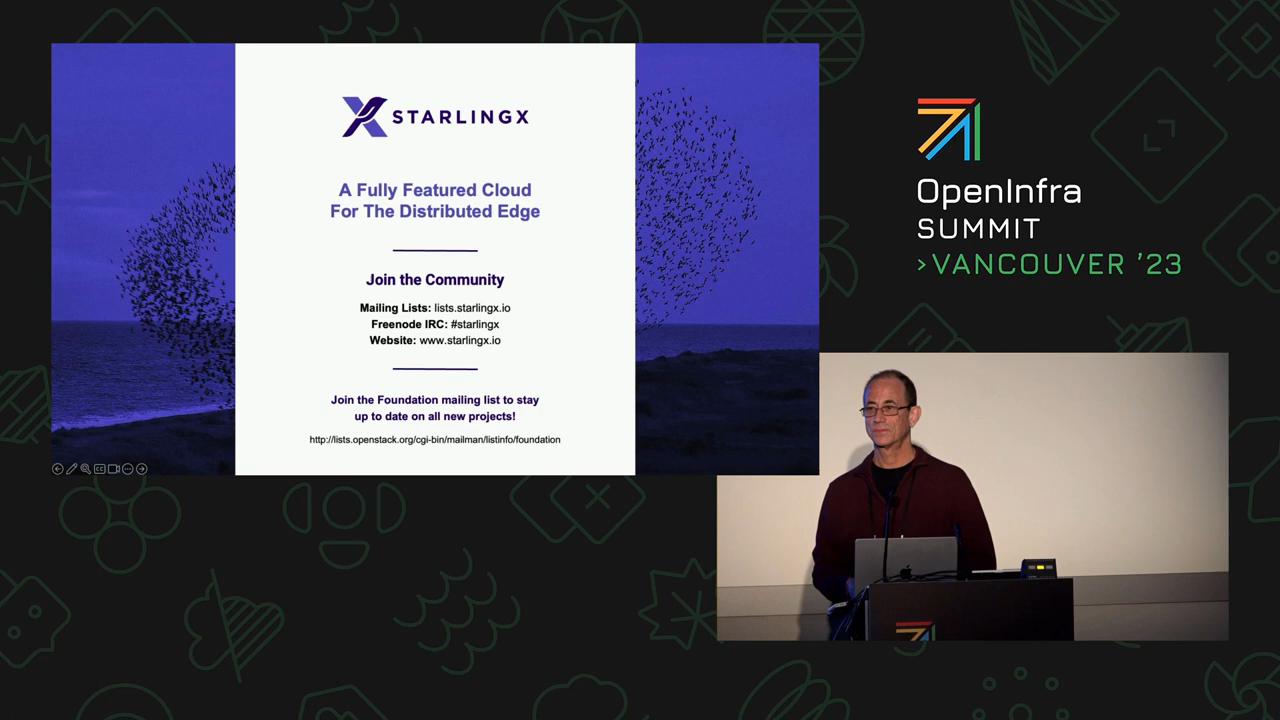 STARLINGX
A Fully Featured Cloud
For The Distributed Edge
Join the Community
Mailing Lists: lists.starlingx.io
Freenode IRC: #starlingx
Website: www.starlingx.io
Join the Foundation mailing list to stay
up to date on all new projects!
http://lists.openstack.org/cgi-bin/mailman/listinfo/foundation
OpenInfra
SUMMIT
>VANCOUVER ’23